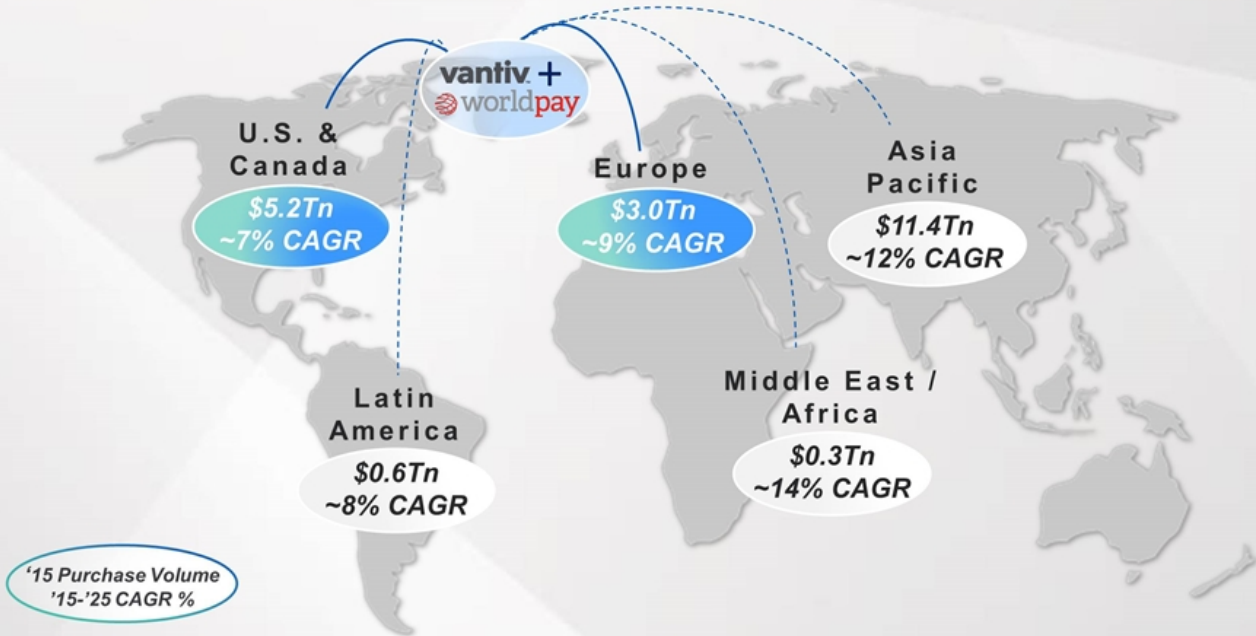 vantiv +
worldpay
U.S. &
Canada
$5.2Tn
~7% CAGR
Europe
$3.0Tn
~9% CAGR
Asia
Pacific
$11.4Tn
~12% CAGR
Latin
America
$0.6Tn
~8% CAGR
Middle East /
Africa
$0.3Tn
~14% CAGR
‘15 Purchase Volume
’15-’25 CAGR %